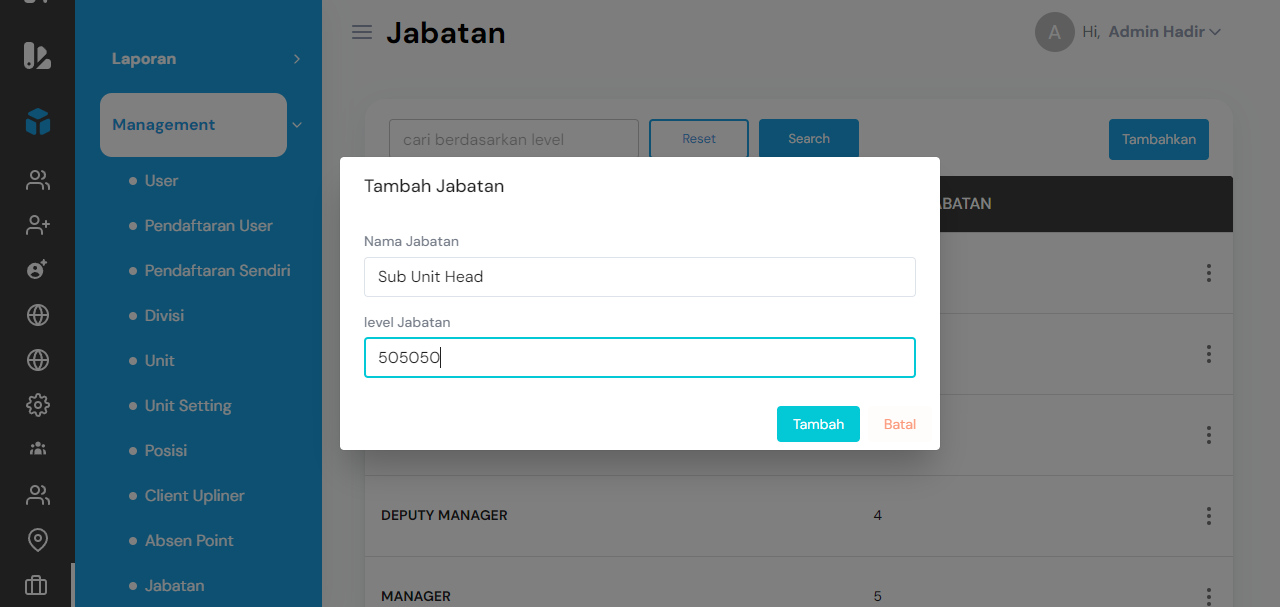 Jabatan
A
Hi, Admin Hadir
Laporan
Management
User
Pendaftaran User
Pendaftaran Sendiri
Divisi
Unit
Unit Setting
Posisi
Client Upliner
Absen Point
Jabatan
cari berdasarkan level
Reset
Search
Tambahkan
ABATAN
Tambah Jabatan
Nama Jabatan
Sub Unit Head
level Jabatan
505050
Tambah
Batal
DEPUTY MANAGER 4
MANAGER 5